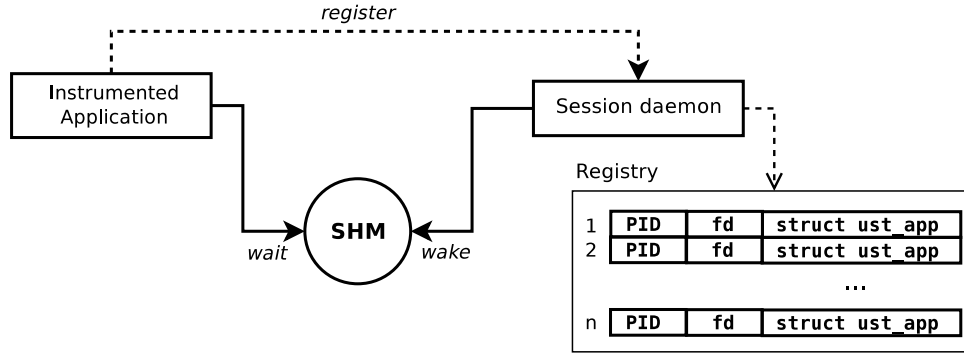 register
Instrumented
Application
Session daemon
Registry
SHM
wait
wake
1 PID fd struct ust_app
2 PID fd struct ust_app
...
n PID fd struct ust_app